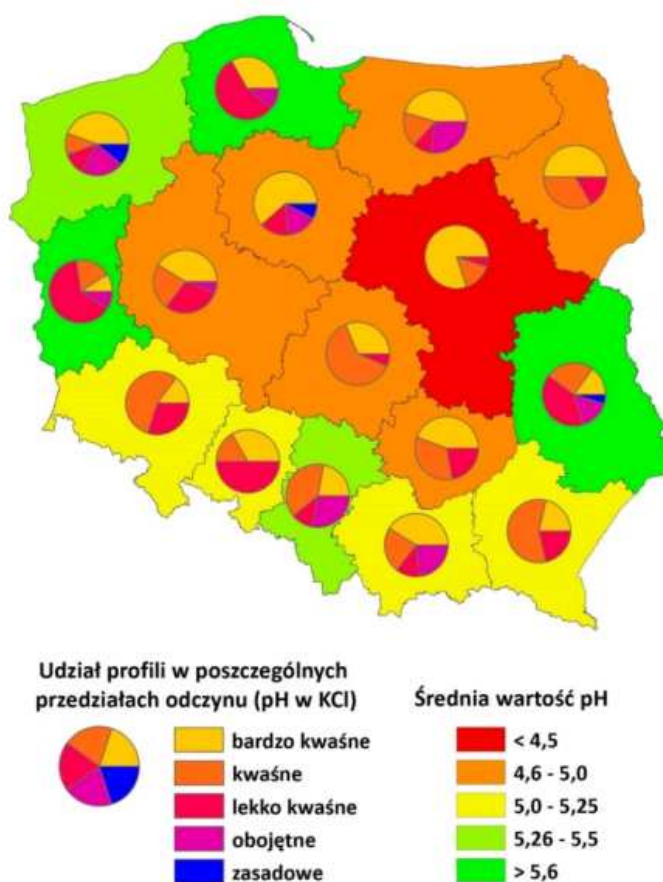 Udział profili w poszczególnych
przedziałach odczynu (pH w KCl)
bardzo kwaśne
kwaśne
lekko kwaśne
obojętne
zasadowe
Średnia wartość pH
< 4,5
4,6 - 5,0
5,0 - 5,25
5,26 - 5,5
> 5,6